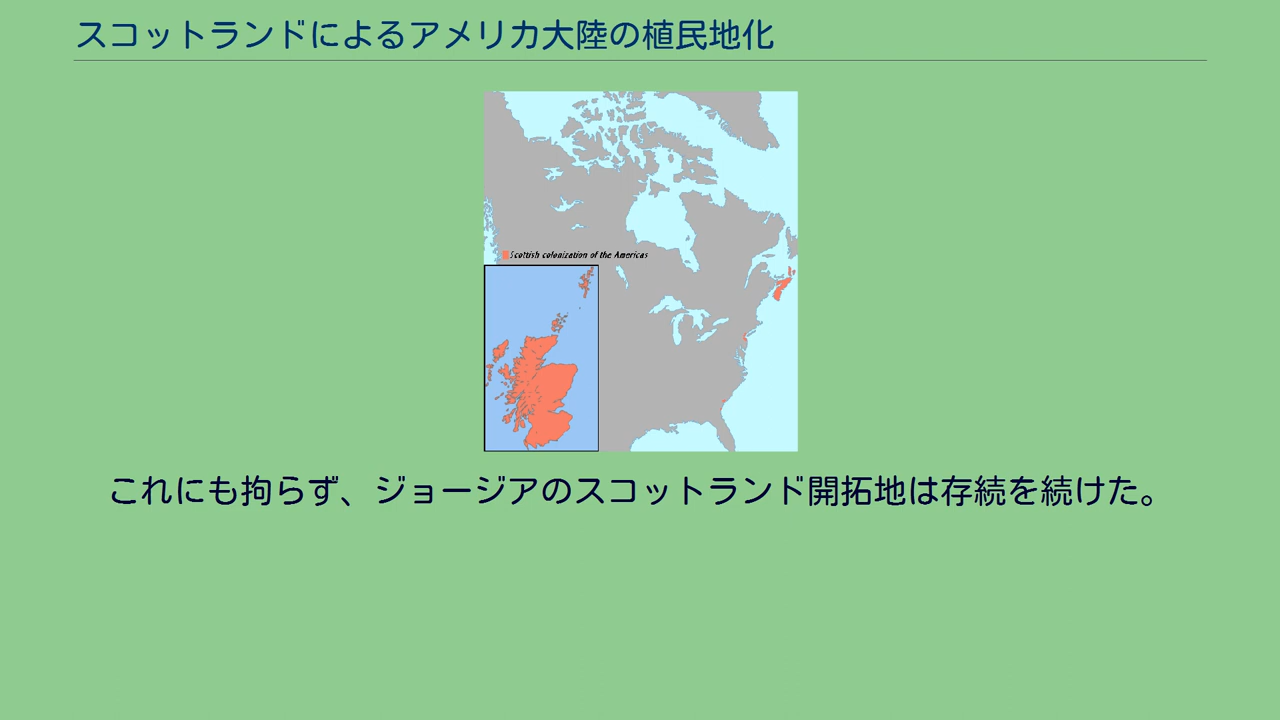 スコットランドによるアメリカ大陸の植民地化
Scottish colonization of the Americas
これにも拘らず、ジョージアのスコットランド開拓地は存続を続けた。